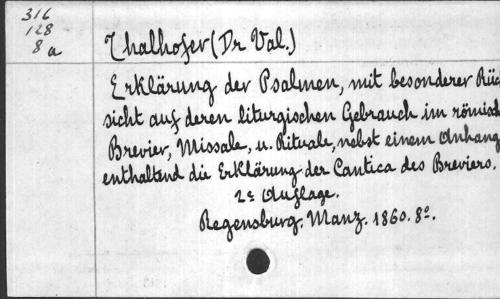 316
128
8 a
Thalhofer (Dr Val.)
Erklärung der Psalmen, mit besonderer Rück
sicht auf deren liturgischen Gebrauch im römisch
Brevier, Missale, u. Rituale, nebst einem Anhang
enthaltend die Erklärung der Cantica des Breviers.
2e Auflage.
Regensburg. Manz. 1860. 8º.